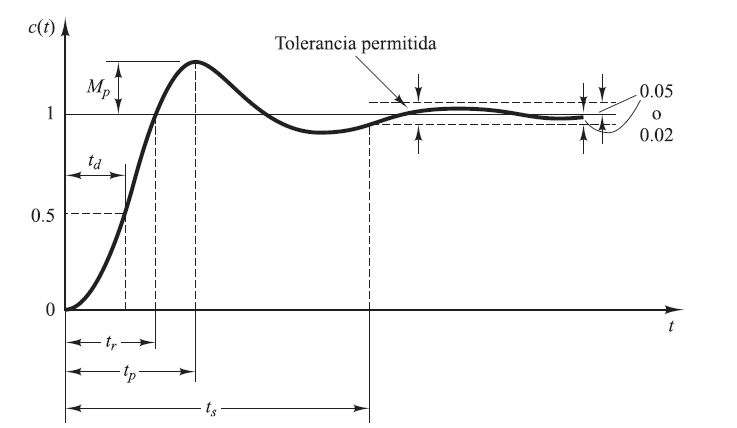 c(t)
Tolerancia permitida
M_p
0.05
o
0.02
1
t_d
0.5
0
t
t_r
t_p
t_s